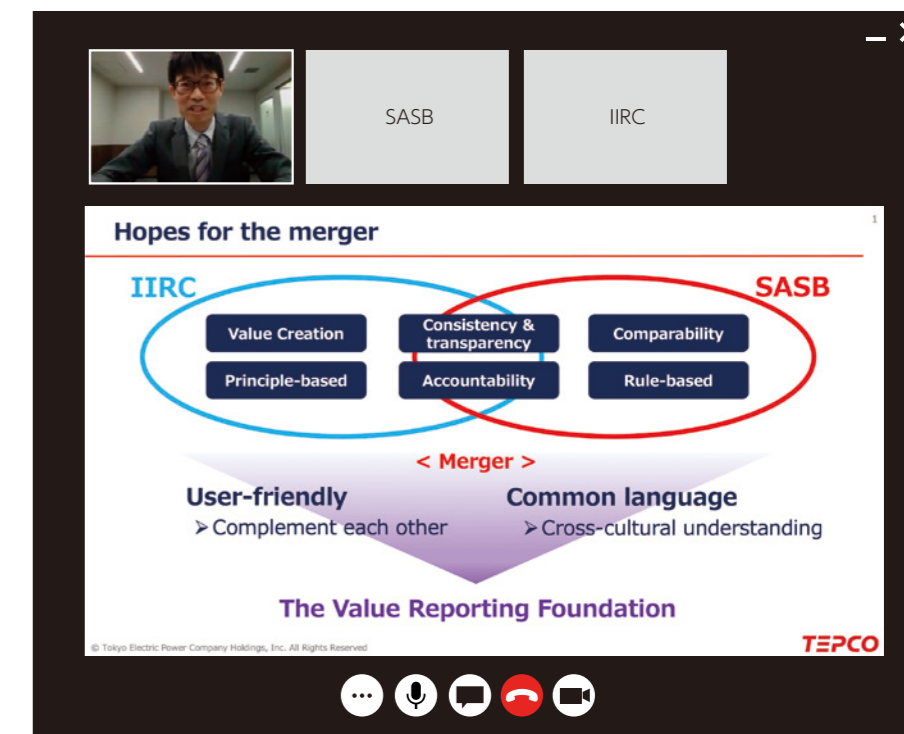 SASB
IIRC
Hopes for the merger
1
IIRC
SASB
Value Creation
Consistency &
transparency
Comparability
Principle-based
Accountability
Rule-based
< Merger >
User-friendly
Common language
➢Complement each other
➢Cross-cultural understanding
The Value Reporting Foundation
© Tokyo Electric Power Company Holdings, Inc. All Rights Reserved
TEPCO